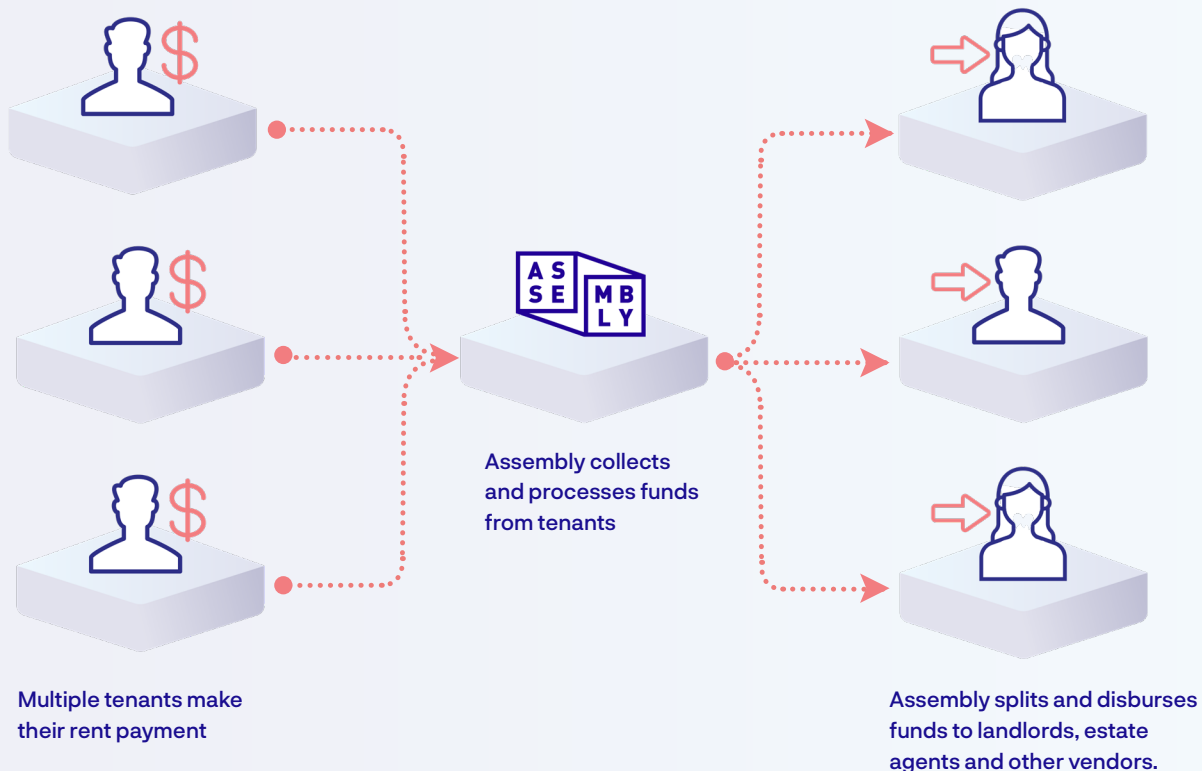 $
$
$
AS
SE
MB
LY
Assembly collects
and processes funds
from tenants
Multiple tenants make
their rent payment
Assembly splits and disburses
funds to landlords, estate
agents and other vendors.